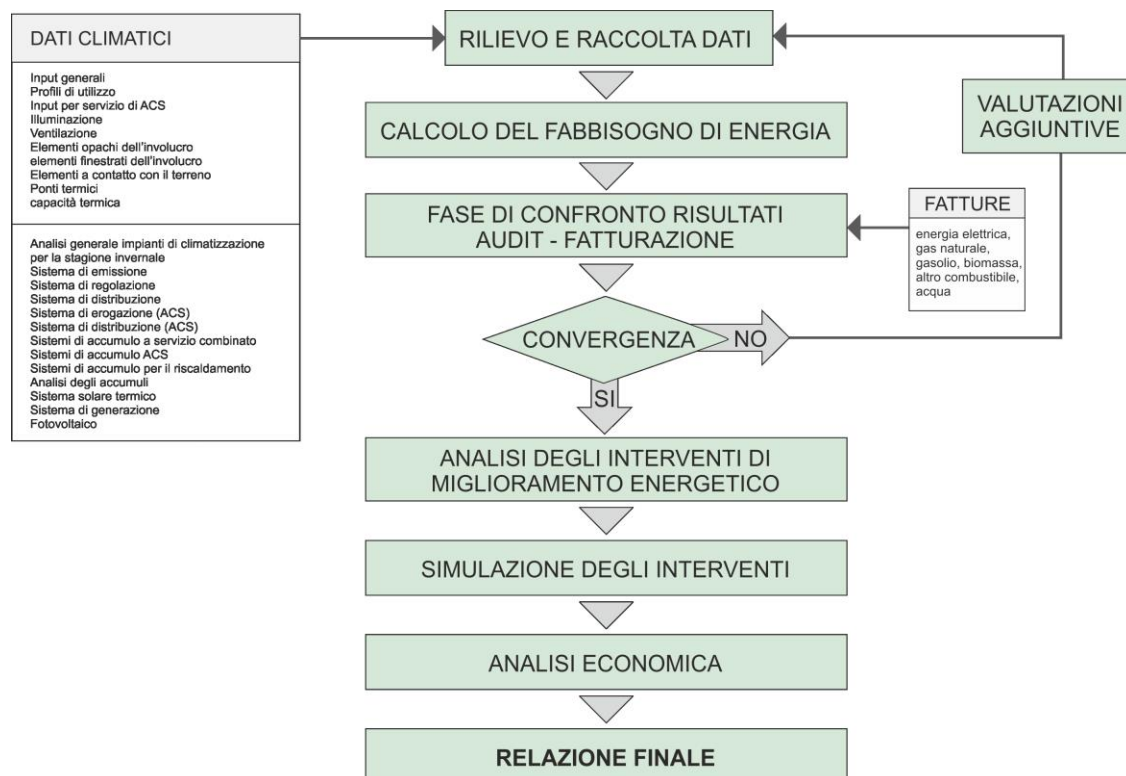 DATI CLIMATICI
Input generali
Profili di utilizzo
Input per servizio di ACS
Illuminazione
Ventilazione
Elementi opachi dell'involucro
elementi finestrati dell'involucro
Elementi a contatto con il terreno
Ponti termici
capacità termica
Analisi generale impianti di climatizzazione
per la stagione invernale
Sistema di emissione
Sistema di regolazione
Sistema di distribuzione
Sistema di erogazione (ACS)
Sistema di distribuzione (ACS)
Sistemi di accumulo a servizio combinato
Sistemi di accumulo ACS
Sistemi di accumulo per il riscaldamento
Analisi degli accumuli
Sistema solare termico
Sistema di generazione
Fotovoltaico
RILIEVO E RACCOLTA DATI
CALCOLO DEL FABBISOGNO DI ENERGIA
FASE DI CONFRONTO RISULTATI
AUDIT - FATTURAZIONE
CONVERGENZA
NO
SI
VALUTAZIONI
AGGIUNTIVE
FATTURE
energia elettrica,
gas naturale,
gasolio, biomassa,
altro combustibile,
acqua
ANALISI DEGLI INTERVENTI DI
MIGLIORAMENTO ENERGETICO
SIMULAZIONE DEGLI INTERVENTI
ANALISI ECONOMICA
RELAZIONE FINALE